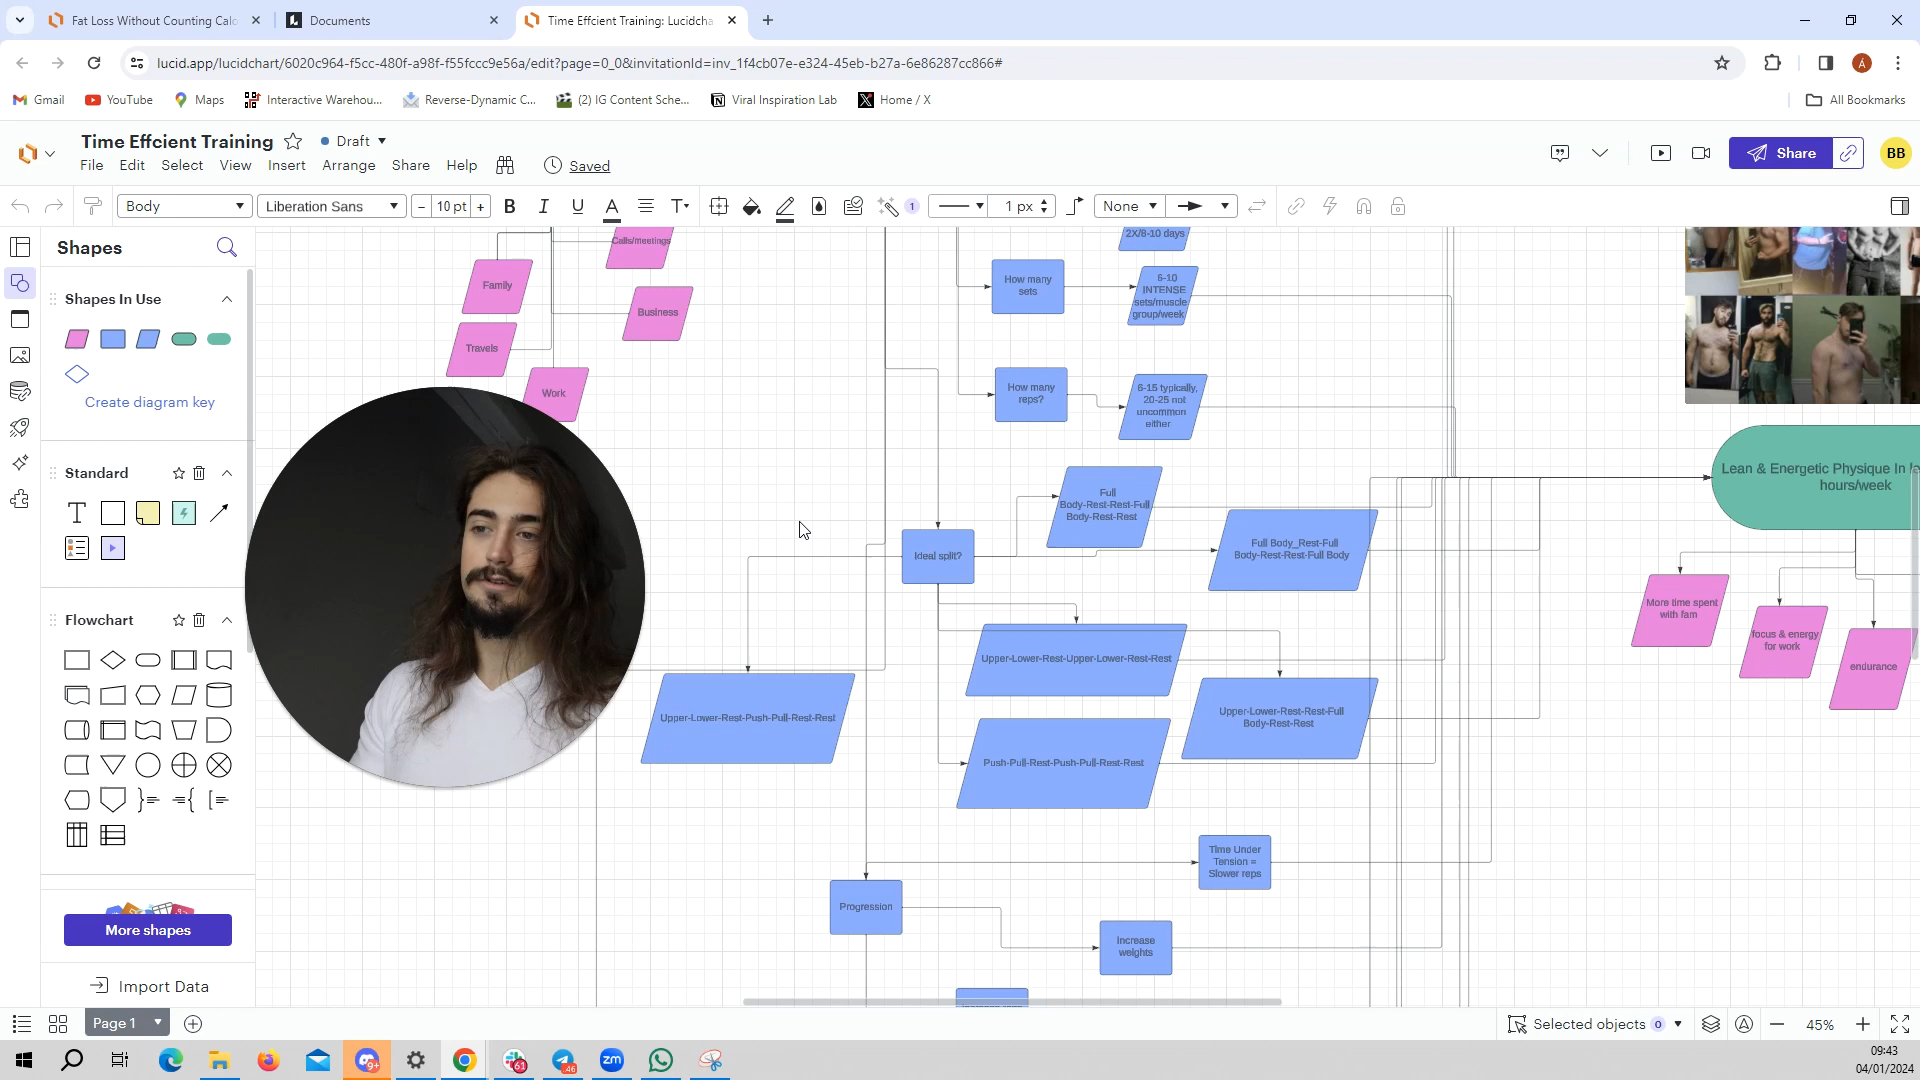 Fat Loss Without Counting Calo
Documents
Time Effcient Training: Lucidcha
lucid.app/lucidchart/6020c964-f5cc-480f-a98f-f55fccc9e56a/edit?page=0_0&invitationId=inv_1f4cb07e-e324-45eb-b27a-6e86287cc866#
Gmail
YouTube
Maps
Interactive Warehou...
Reverse-Dynamic C...
(2) IG Content Sche...
Viral Inspiration Lab
Home / X
All Bookmarks
Time Effcient Training
Draft
File
Edit
Select
View
Insert
Arrange
Share
Help
Saved
Share
BB
Body
Liberation Sans
- 10 pt +
B
I
U
A
T
1
1 px
None
Shapes
Shapes In Use
Create diagram key
Standard
T
Flowchart
More shapes
Import Data
Calls/meetings
Family
Business
Travels
Work
2X/8-10 days
How many
sets
6-10
INTENSE
sets/muscle
group/week
How many
reps?
6-15 typically,
20-25 not
uncommon
either
Full
Body-Rest-Rest-Full
Body-Rest-Rest
Ideal split?
Full Body_Rest-Full
Body-Rest-Rest-Full Body
Upper-Lower-Rest-Upper-Lower-Rest-Rest
Upper-Lower-Rest-Push-Pull-Rest-Rest
Upper-Lower-Rest-Rest-Full
Body-Rest-Rest
Push-Pull-Rest-Push-Pull-Rest-Rest
Time Under
Tension =
Slower reps
Progression
Increase
weights
Lean & Energetic Physique In le
hours/week
More time spent
with fam
focus & energy
for work
endurance
Page 1
Selected objects 0
45%
9+
61
46
zm
09:43
04/01/2024